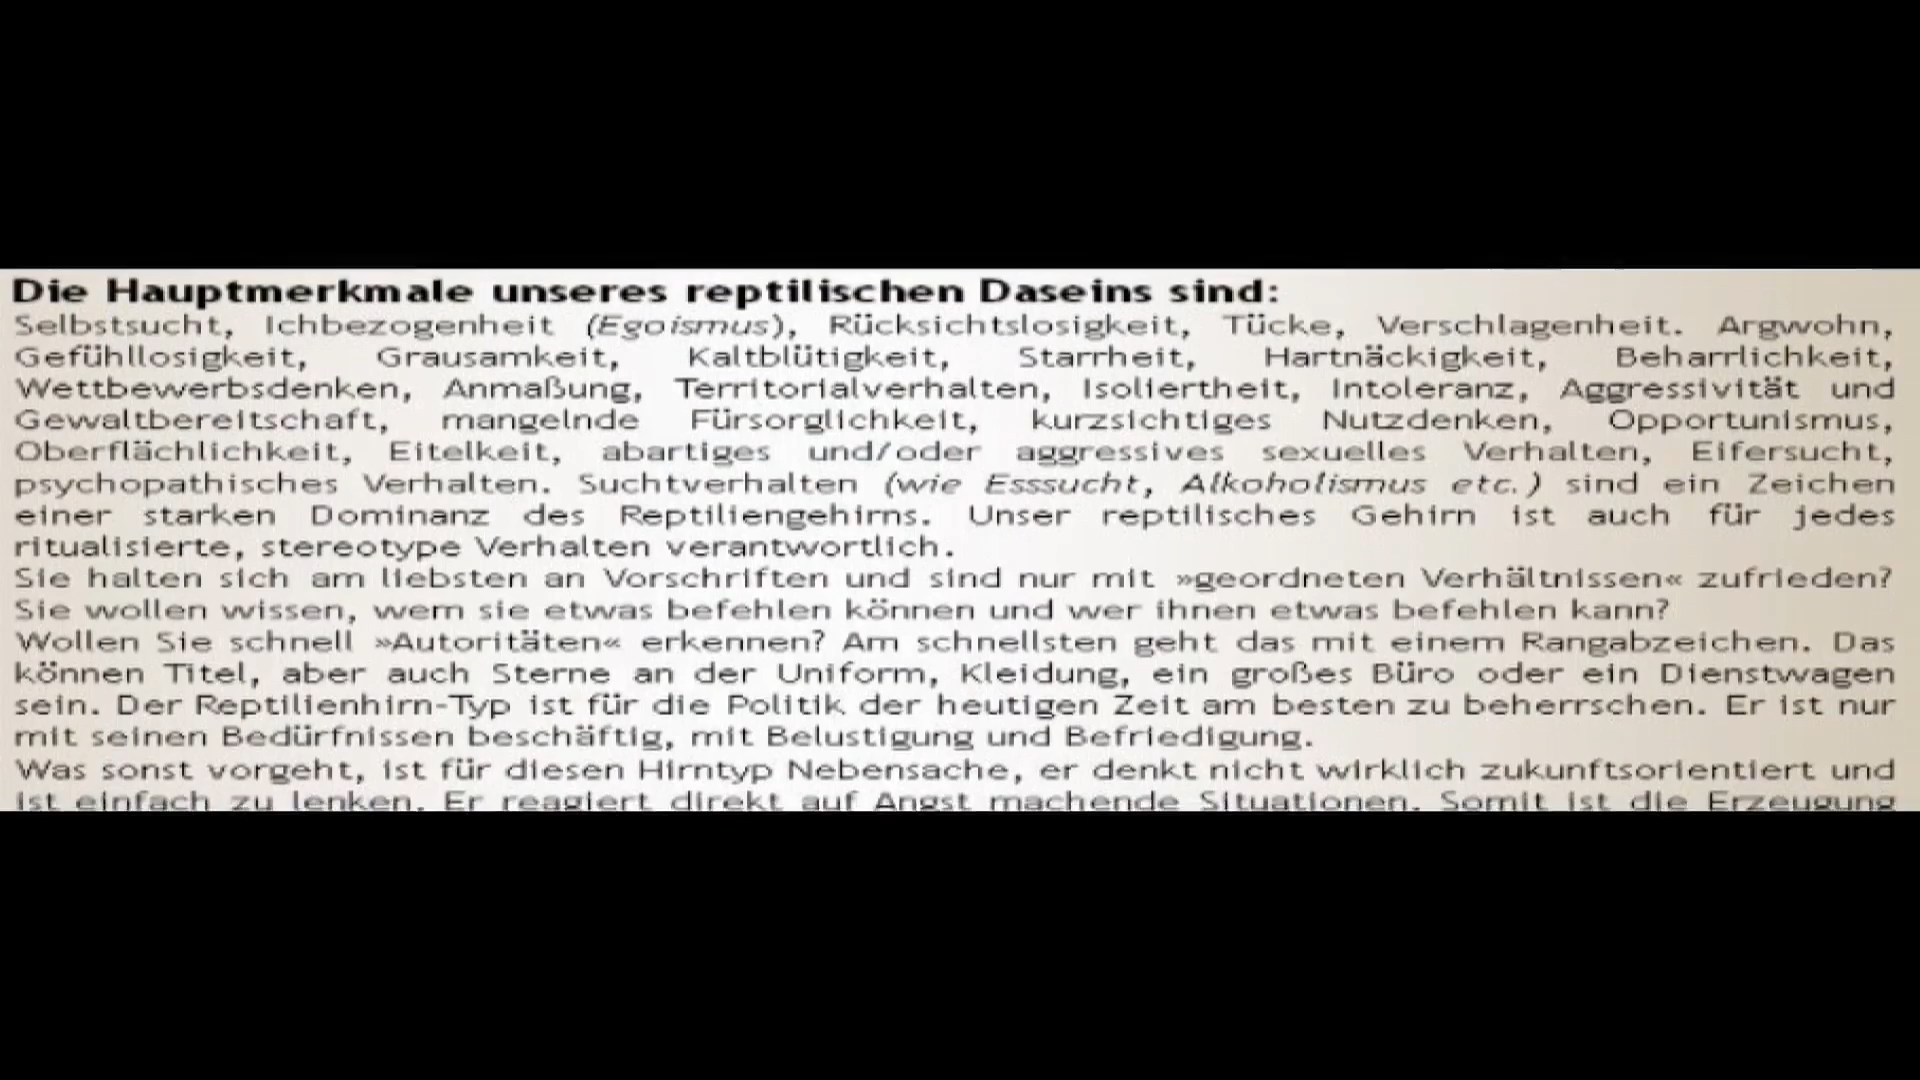 Die Hauptmerkmale unseres reptilischen Daseins sind:
Selbstsucht, Ichbezogenheit (Egoismus), Rücksichtslosigkeit, Tücke, Verschlagenheit. Argwohn,
Gefühllosigkeit, Grausamkeit, Kaltblütigkeit, Starrheit, Hartnäckigkeit, Beharrlichkeit,
Wettbewerbsdenken, Anmaßung, Territorialverhalten, Isoliertheit, Intoleranz, Aggressivität und
Gewaltbereitschaft, mangelnde Fürsorglichkeit, kurzsichtiges Nutzdenken, Opportunismus,
Oberflächlichkeit, Eitelkeit, abartiges und/oder aggressives sexuelles Verhalten, Eifersucht,
psychopathisches Verhalten. Suchtverhalten (wie Esssucht, Alkoholismus etc.) sind ein Zeichen
einer starken Dominanz des Reptiliengehirns. Unser reptilisches Gehirn ist auch für jedes
ritualisierte, stereotype Verhalten verantwortlich.
Sie halten sich am liebsten an Vorschriften und sind nur mit »geordneten Verhältnissen« zufrieden?
Sie wollen wissen, wem sie etwas befehlen können und wer ihnen etwas befehlen kann?
Wollen Sie schnell »Autoritäten« erkennen? Am schnellsten geht das mit einem Rangabzeichen. Das
können Titel, aber auch Sterne an der Uniform, Kleidung, ein großes Büro oder ein Dienstwagen
sein. Der Reptilienhirn-Typ ist für die Politik der heutigen Zeit am besten zu beherrschen. Er ist nur
mit seinen Bedürfnissen beschäftig, mit Belustigung und Befriedigung.
Was sonst vorgeht, ist für diesen Hirntyp Nebensache, er denkt nicht wirklich zukunftsorientiert und
ist einfach zu lenken. Er reagiert direkt auf Angst machende Situationen. Somit ist die Erzeugung